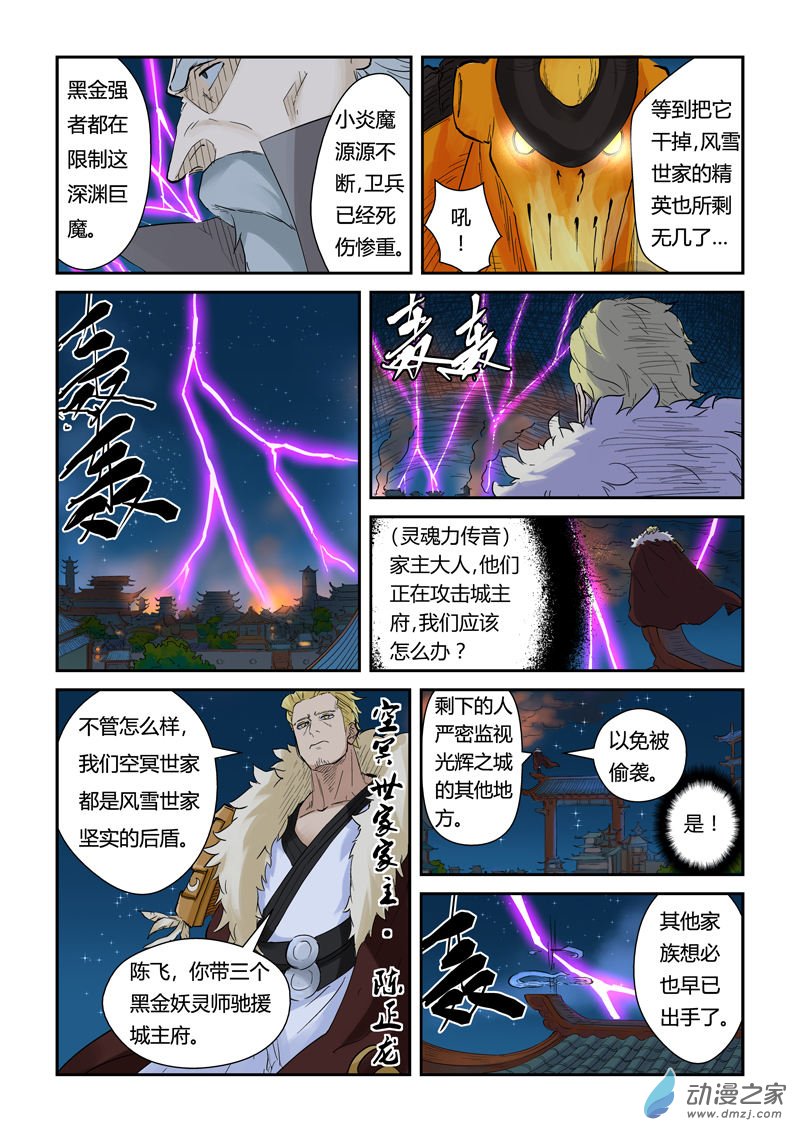 黑金强
者都在
限制这
深渊巨
魔。
小炎魔
源源不
断,卫兵
已经死
伤惨重。
等到把它
干掉,风雪
世家的精
英也所剩
无几了...
吼
！
轰
轰
轰轰
（灵魂力传音）
家主大人,他们
正在攻击城主
府,我们应该
怎么办？
不管怎么样，
我们空冥世家
都是风雪世家
坚实的后盾。
空冥世家家主·陈正龙
陈飞，你带三个
黑金妖灵师驰援
城主府。
剩下的人
严密监视
光辉之城
的其他地
方。
以免被
偷袭。
是！
轰
其他家
族想必
也早已
出手了。
动漫之家
www.dmzj.com